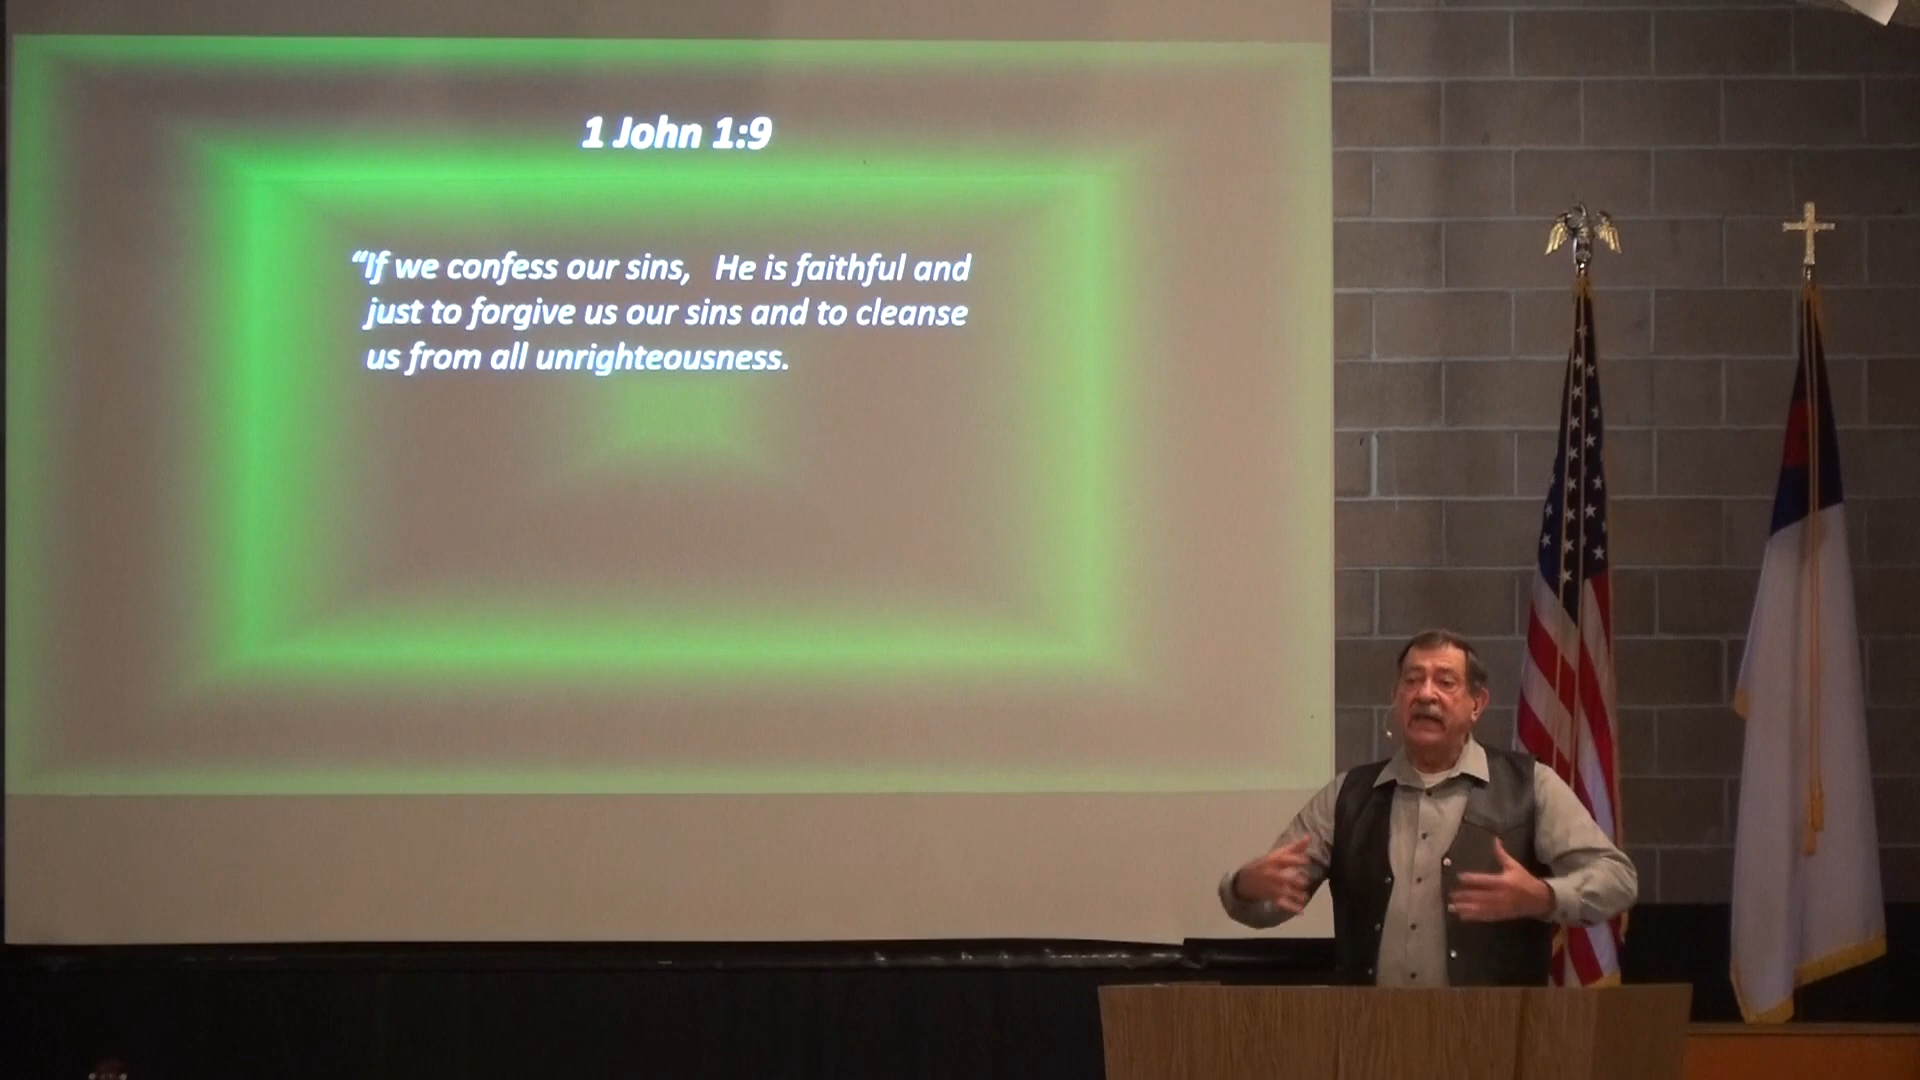 1 John 1:9
“If we confess our sins, He is faithful and
just to forgive us our sins and to cleanse
us from all unrighteousness.